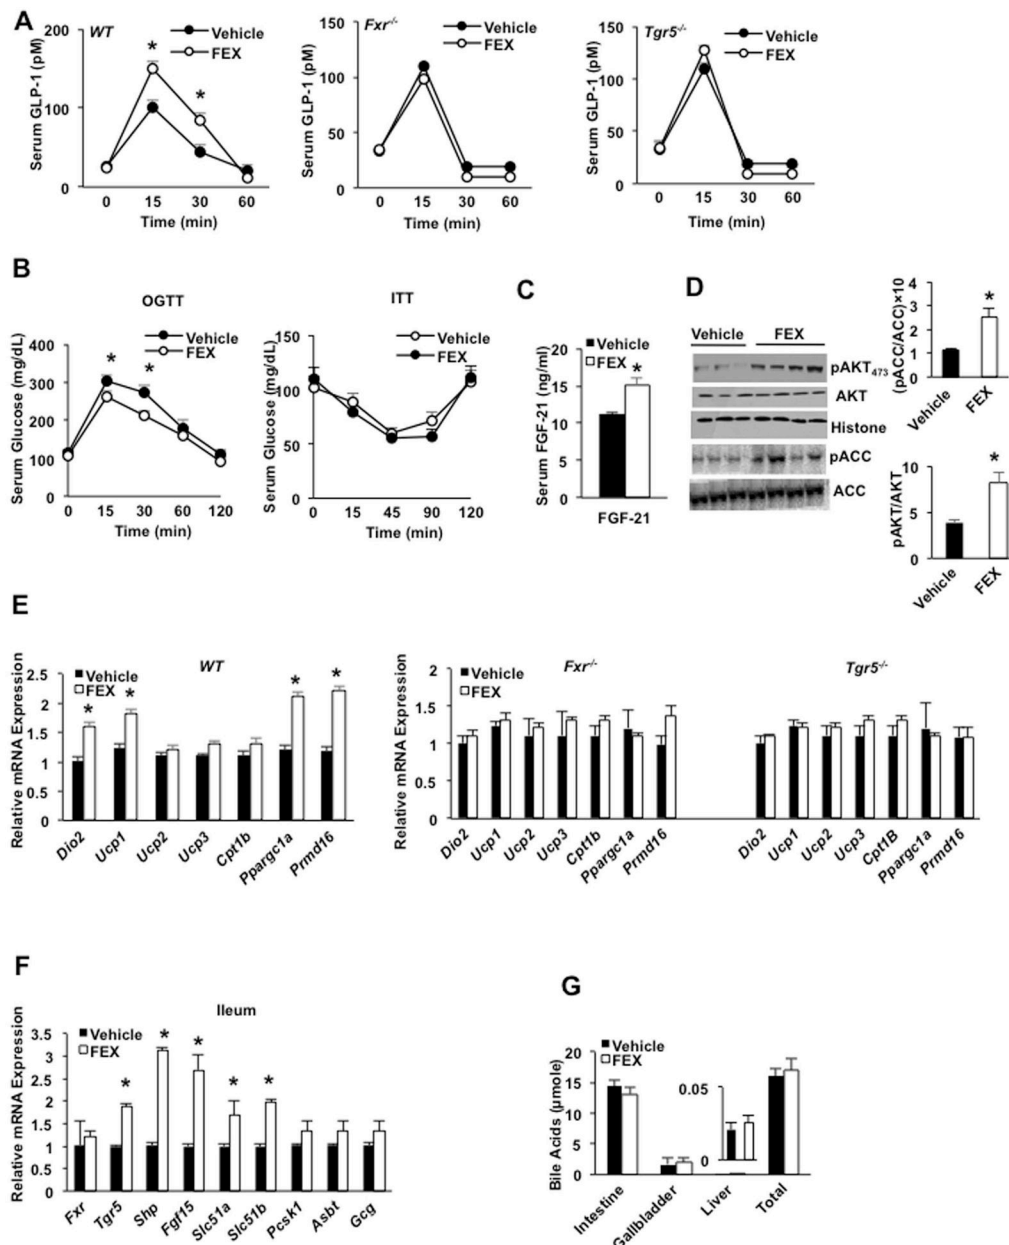 A
WT
Vehicle
FEX
Serum GLP-1 (pM)
200
100
0
*
*
0 15 30 60
Time (min)
Fxr-/-
Vehicle
FEX
Serum GLP-1 (pM)
150
100
50
0
0 15 30 60
Time (min)
Tgr5-/-
Vehicle
FEX
Serum GLP-1 (pM)
150
100
50
0
0 15 30 60
Time (min)
B
OGTT
Vehicle
FEX
Serum Glucose (mg/dL)
400
300
200
100
0
*
*
0 15 30 60 120
Time (min)
ITT
Vehicle
FEX
Serum Glucose (mg/dL)
150
100
50
0
0 15 45 90 120
Time (min)
C
Vehicle
FEX
Serum FGF-21 (ng/ml)
20
15
10
5
0
*
FGF-21
D
Vehicle FEX
pAKT473
AKT
Histone
pACC
ACC
(pACC/ACC)×10
4
3
2
1
0
*
Vehicle
FEX
pAKT/AKT
10
5
0
*
Vehicle
FEX
E
WT
Vehicle
FEX
Relative mRNA Expression
2.5
2
1.5
1
0.5
0
* * * *
Dio2 Ucp1 Ucp2 Ucp3 Cpt1b Ppargc1a Prmd16
Fxr-/-
Vehicle
FEX
Relative mRNA Expression
2
1.5
1
0.5
0
Dio2 Ucp1 Ucp2 Ucp3 Cpt1b Ppargc1a Prmd16
Tgr5-/-
Dio2 Ucp1 Ucp2 Ucp3 Cpt1B Ppargc1a Prmd16
F
Ileum
Vehicle
FEX
Relative mRNA Expression
3.5
3
2.5
2
1.5
1
0.5
0
* * * * *
Fxr Tgr5 Shp Fgf15 Slc51a Slc51b Pcsk1 Asbt Gcg
G
Vehicle
FEX
Bile Acids (µmole)
20
15
10
5
0
0.05
0
Intestine Gallbladder Liver Total